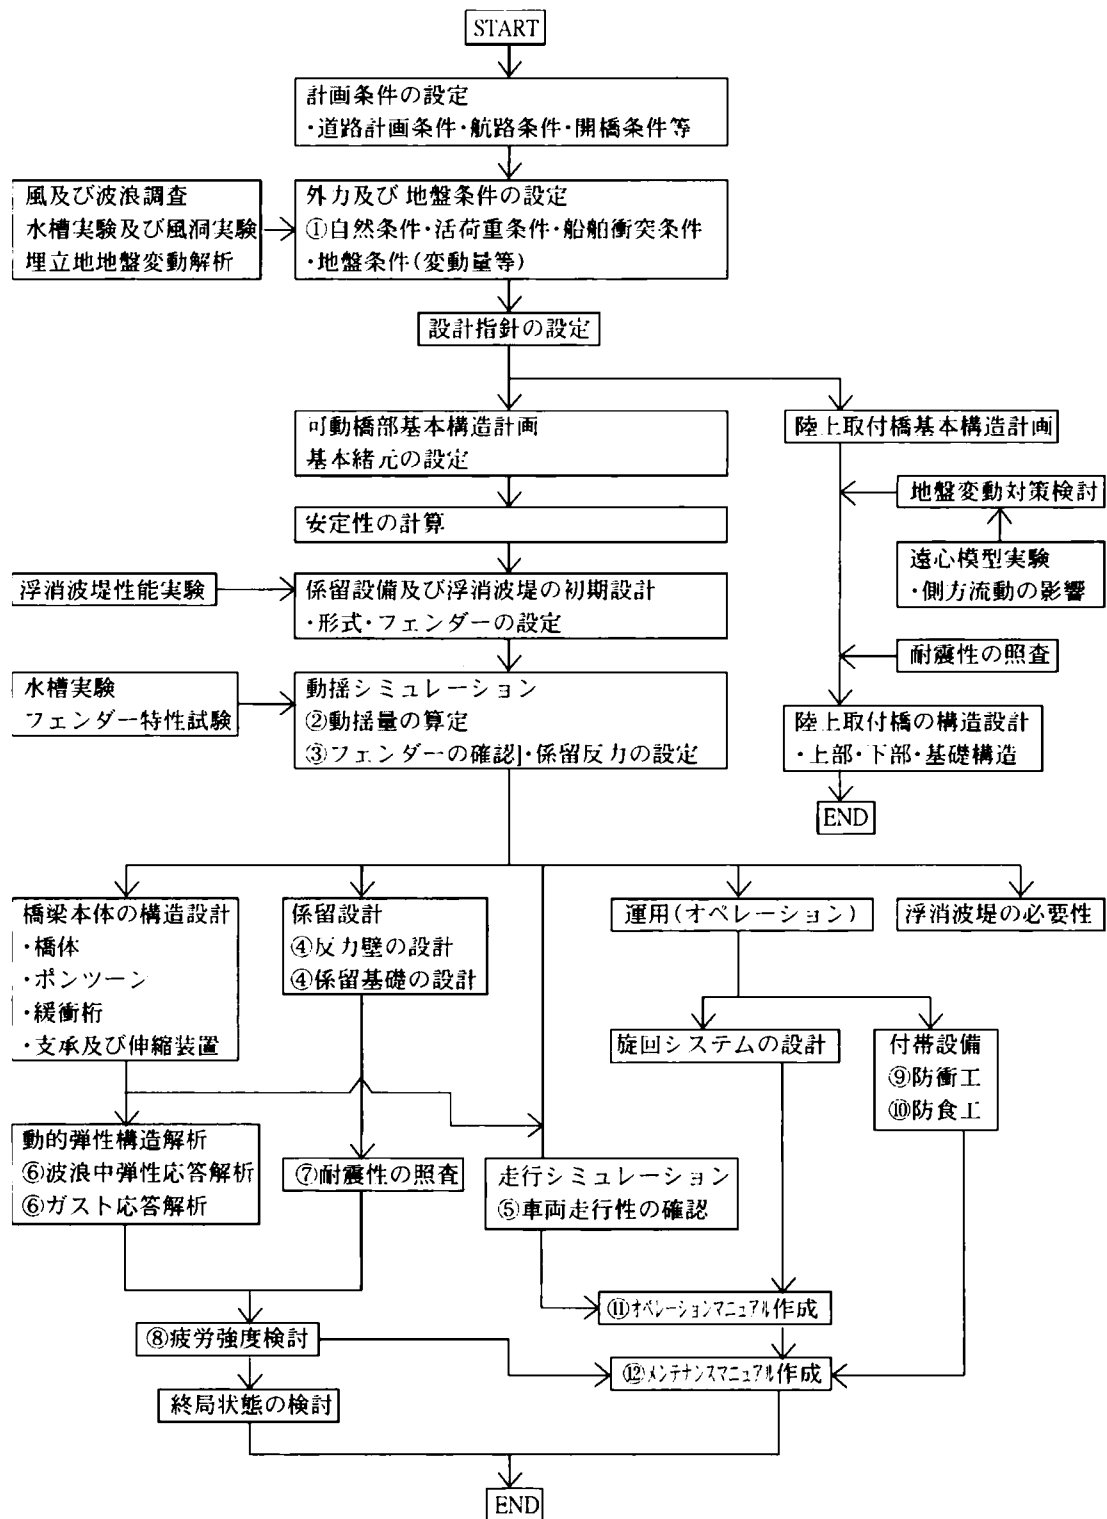 START
計画条件の設定
・道路計画条件・航路条件・開橋条件等
風及び波浪調査
水槽実験及び風洞実験
埋立地地盤変動解析
外力及び地盤条件の設定
①自然条件・活荷重条件・船舶衝突条件
・地盤条件(変動量等)
設計指針の設定
可動橋部基本構造計画
基本緒元の設定
陸上取付橋基本構造計画
地盤変動対策検討
安定性の計算
遠心模型実験
・側方流動の影響
浮消波堤性能実験
係留設備及び浮消波堤の初期設計
・形式・フェンダーの設定
耐震性の照査
水槽実験
フェンダー特性試験
動揺シミュレーション
②動揺量の算定
③フェンダーの確認・係留反力の設定
陸上取付橋の構造設計
・上部・下部・基礎構造
END
橋梁本体の構造設計
・橋体
・ポンツーン
・緩衝桁
・支承及び伸縮装置
係留設計
④反力壁の設計
④係留基礎の設計
運用(オペレーション)
浮消波堤の必要性
旋回システムの設計
付帯設備
⑨防衝工
⑩防食工
動的弾性構造解析
⑥波浪中弾性応答解析
⑥ガスト応答解析
⑦耐震性の照査
走行シミュレーション
⑤車両走行性の確認
⑪オペレーションマニュアル作成
⑧疲労強度検討
⑫メンテナンスマニュアル作成
終局状態の検討
END